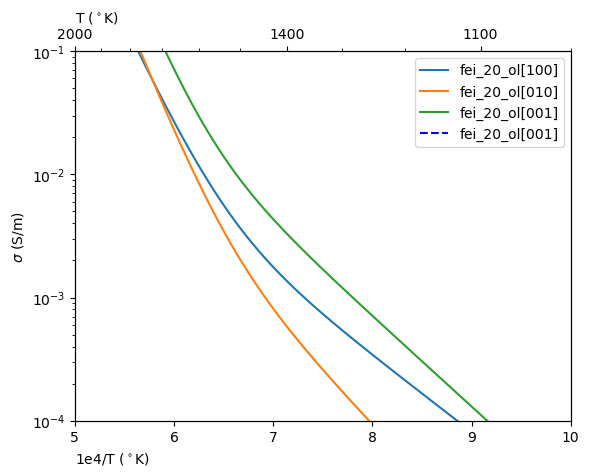 T (°K)
2000 1400 1100
10⁻¹
10⁻²
10⁻³
10⁻⁴
σ (S/m)
fei_20_ol[100]
fei_20_ol[010]
fei_20_ol[001]
fei_20_ol[001]
5 6 7 8 9 10
1e4/T (°K)